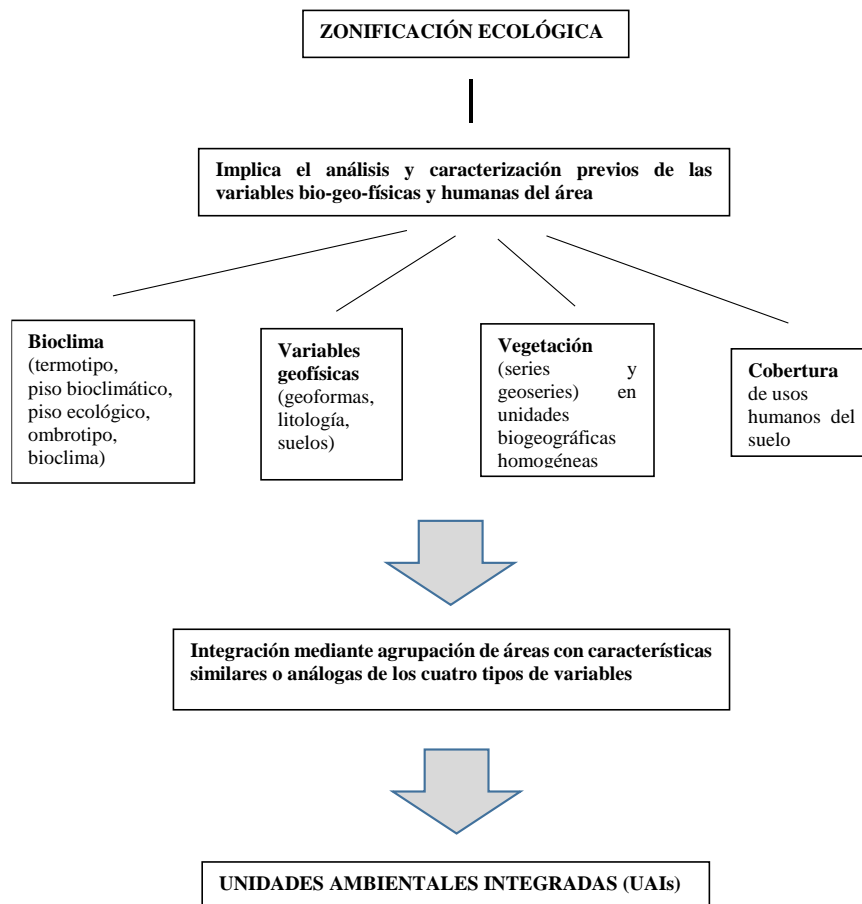 ZONIFICACIÓN ECOLÓGICA
Implica el análisis y caracterización previos de las
variables bio-geo-físicas y humanas del área
Bioclima
(termotipo,
piso bioclimático,
piso ecológico,
ombrotipo,
bioclima)
Variables
geofísicas
(geoformas,
litología,
suelos)
Vegetación
(series y
geoseries) en
unidades
biogeográficas
homogéneas
Cobertura
de usos
humanos del
suelo
Integración mediante agrupación de áreas con características
similares o análogas de los cuatro tipos de variables
UNIDADES AMBIENTALES INTEGRADAS (UAIs)